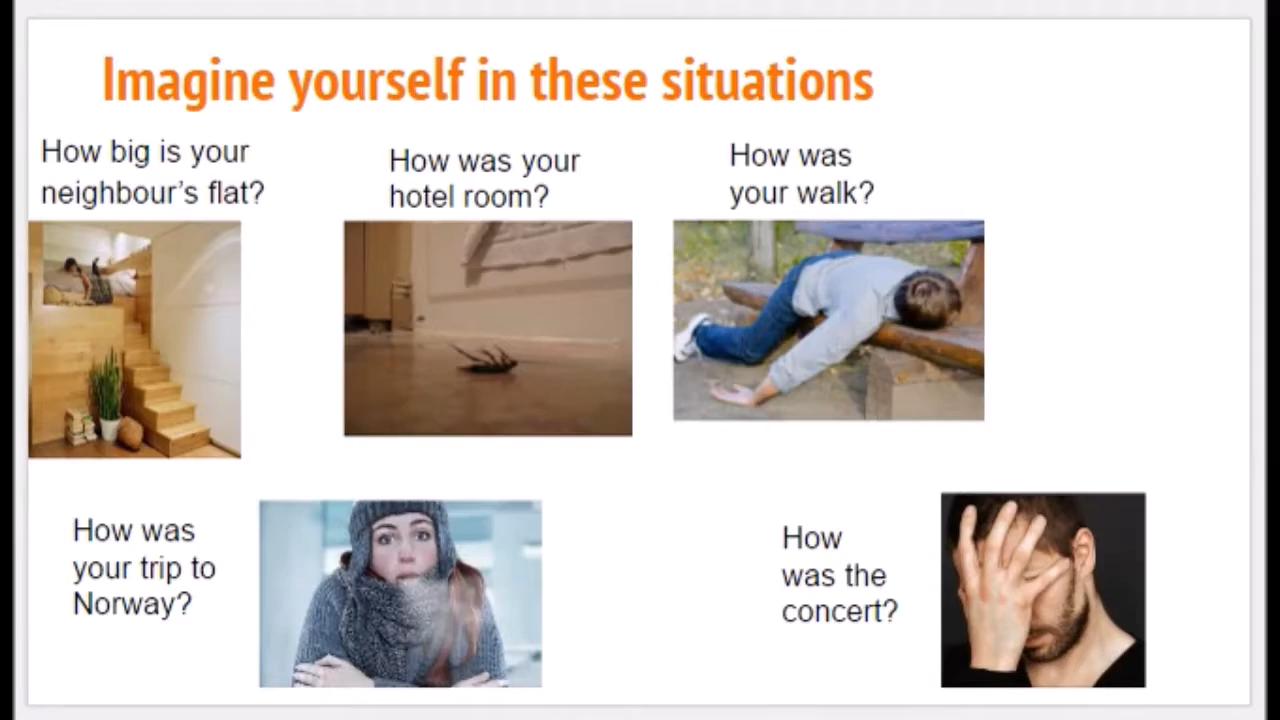 Imagine yourself in these situations
How big is your
neighbour’s flat?
How was your
hotel room?
How was
your walk?
How was
your trip to
Norway?
How
was the
concert?